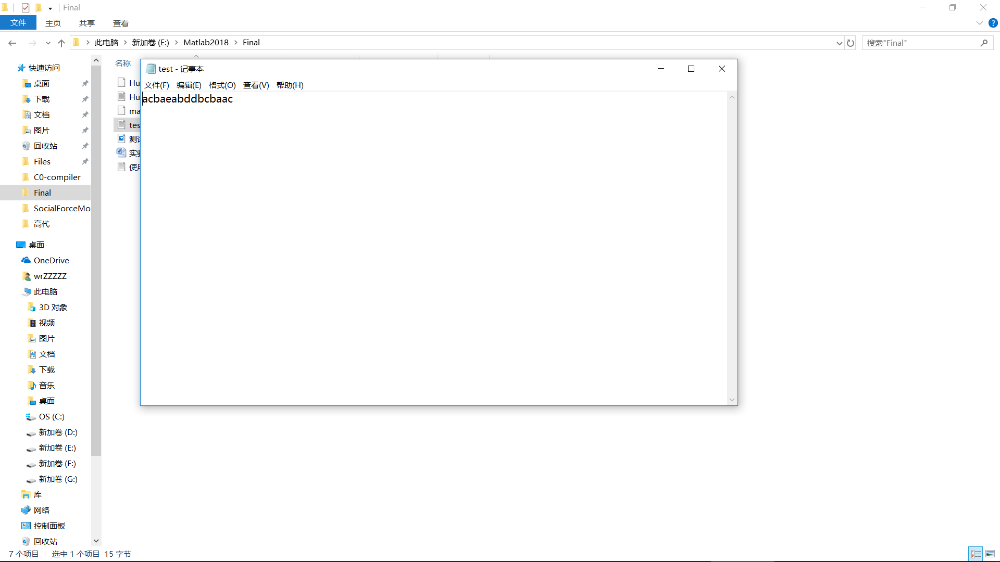 Final
文件 主页 共享 查看
此电脑 新加卷 (E:) Matlab2018 Final
搜索"Final"
快速访问
桌面
下载
文档
图片
回收站
Files
C0-compiler
Final
SocialForceMo
高代
桌面
OneDrive
wrZZZZZ
此电脑
3D 对象
视频
图片
文档
下载
音乐
桌面
OS (C:)
新加卷 (D:)
新加卷 (E:)
新加卷 (F:)
新加卷 (G:)
库
网络
控制面板
回收站
名称
Hu
Hu
ma
tes
测
实
使
test - 记事本
文件(F) 编辑(E) 格式(O) 查看(V) 帮助(H)
acbaeabddbcbaac
7 个项目 选中 1 个项目 15 字节